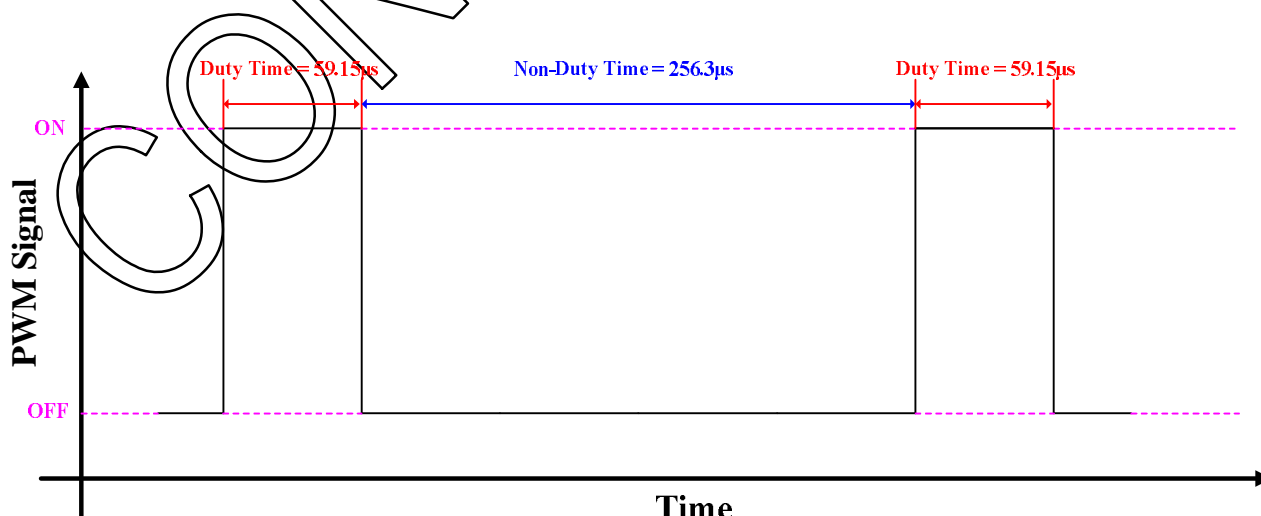 Duty Time = 59.15µs
Non-Duty Time = 256.3µs
Duty Time = 59.15µs
ON
PWM Signal
OFF
Time